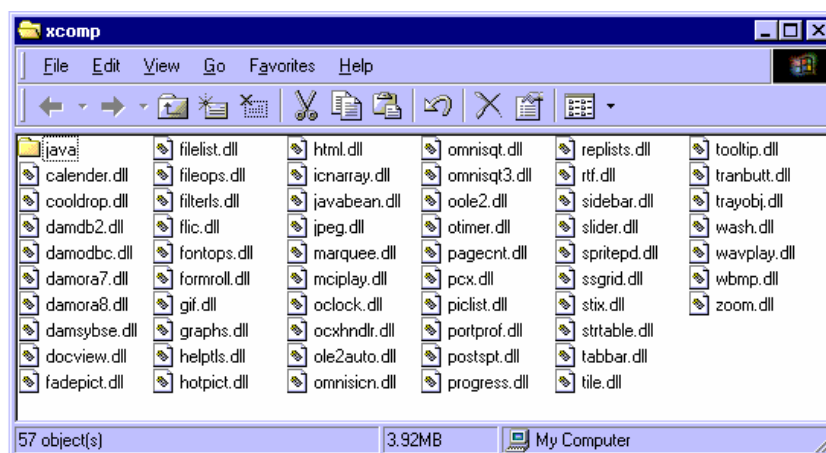 xcomp
File Edit View Go Favorites Help
java filelist.dll html.dll omnisqt.dll replists.dll tooltip.dll
calender.dll fileops.dll icnarray.dll omnisqt3.dll rtf.dll tranbutt.dll
cooldrop.dll filterls.dll javabean.dll oole2.dll sidebar.dll trayobj.dll
damdb2.dll flic.dll jpeg.dll otimer.dll slider.dll wash.dll
damodbc.dll fontops.dll marquee.dll pagecnt.dll spritepd.dll wavplay.dll
damora7.dll formroll.dll mciplay.dll pcx.dll ssgrid.dll wbmp.dll
damora8.dll gif.dll oclock.dll piclist.dll stix.dll zoom.dll
damsybse.dll graphs.dll ocxhndlr.dll portprof.dll strtable.dll
docview.dll helptls.dll ole2auto.dll postspt.dll tabbar.dll
fadepict.dll hotpict.dll omnisicn.dll progress.dll tile.dll
57 object(s) 3.92MB My Computer